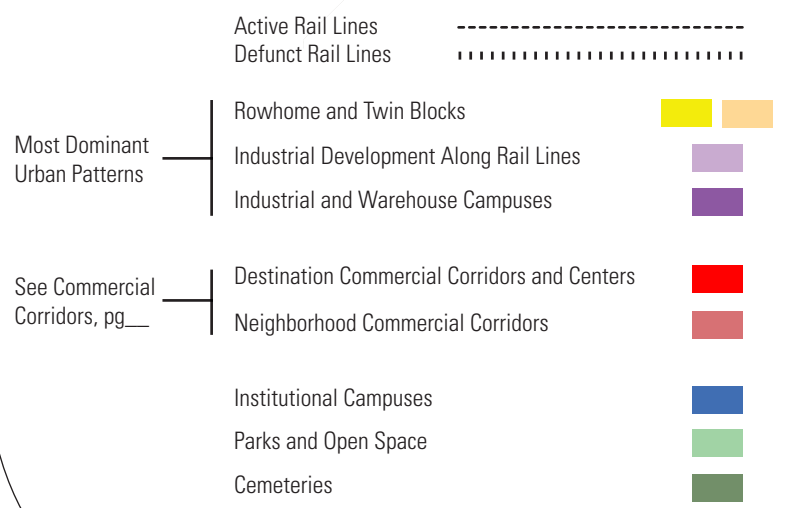 Active Rail Lines
Defunct Rail Lines
Most Dominant
Urban Patterns
Rowhome and Twin Blocks
Industrial Development Along Rail Lines
Industrial and Warehouse Campuses
See Commercial
Corridors, pg__
Destination Commercial Corridors and Centers
Neighborhood Commercial Corridors
Institutional Campuses
Parks and Open Space
Cemeteries